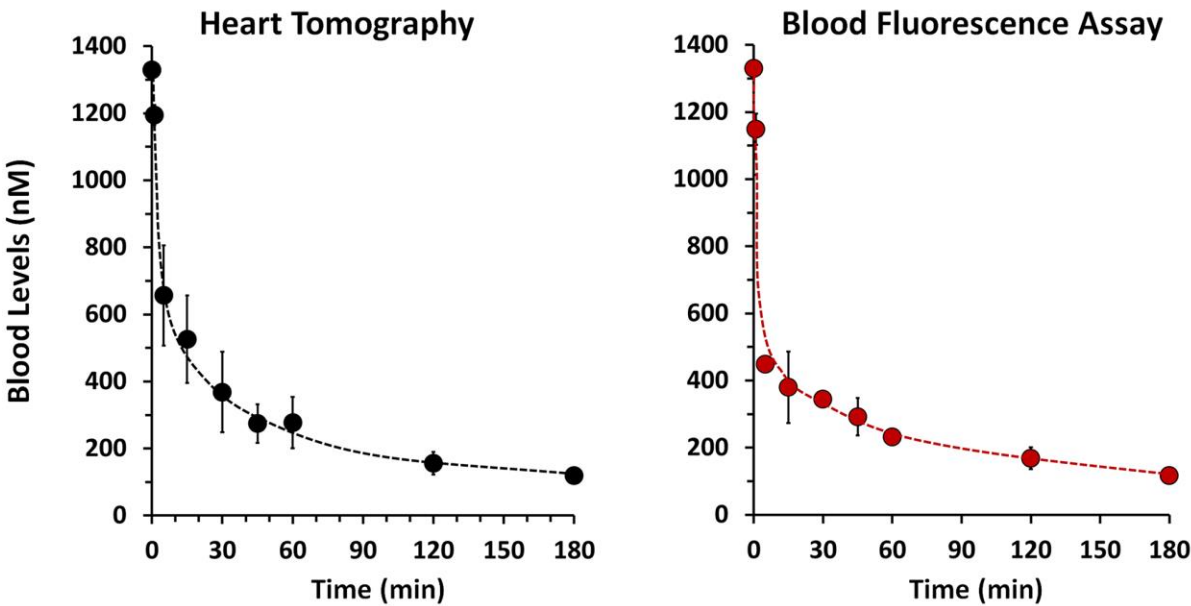 Heart Tomography
Blood Levels (nM)
1400
1200
1000
800
600
400
200
0
0 30 60 90 120 150 180
Time (min)
Blood Fluorescence Assay
1400
1200
1000
800
600
400
200
0
0 30 60 90 120 150 180
Time (min)